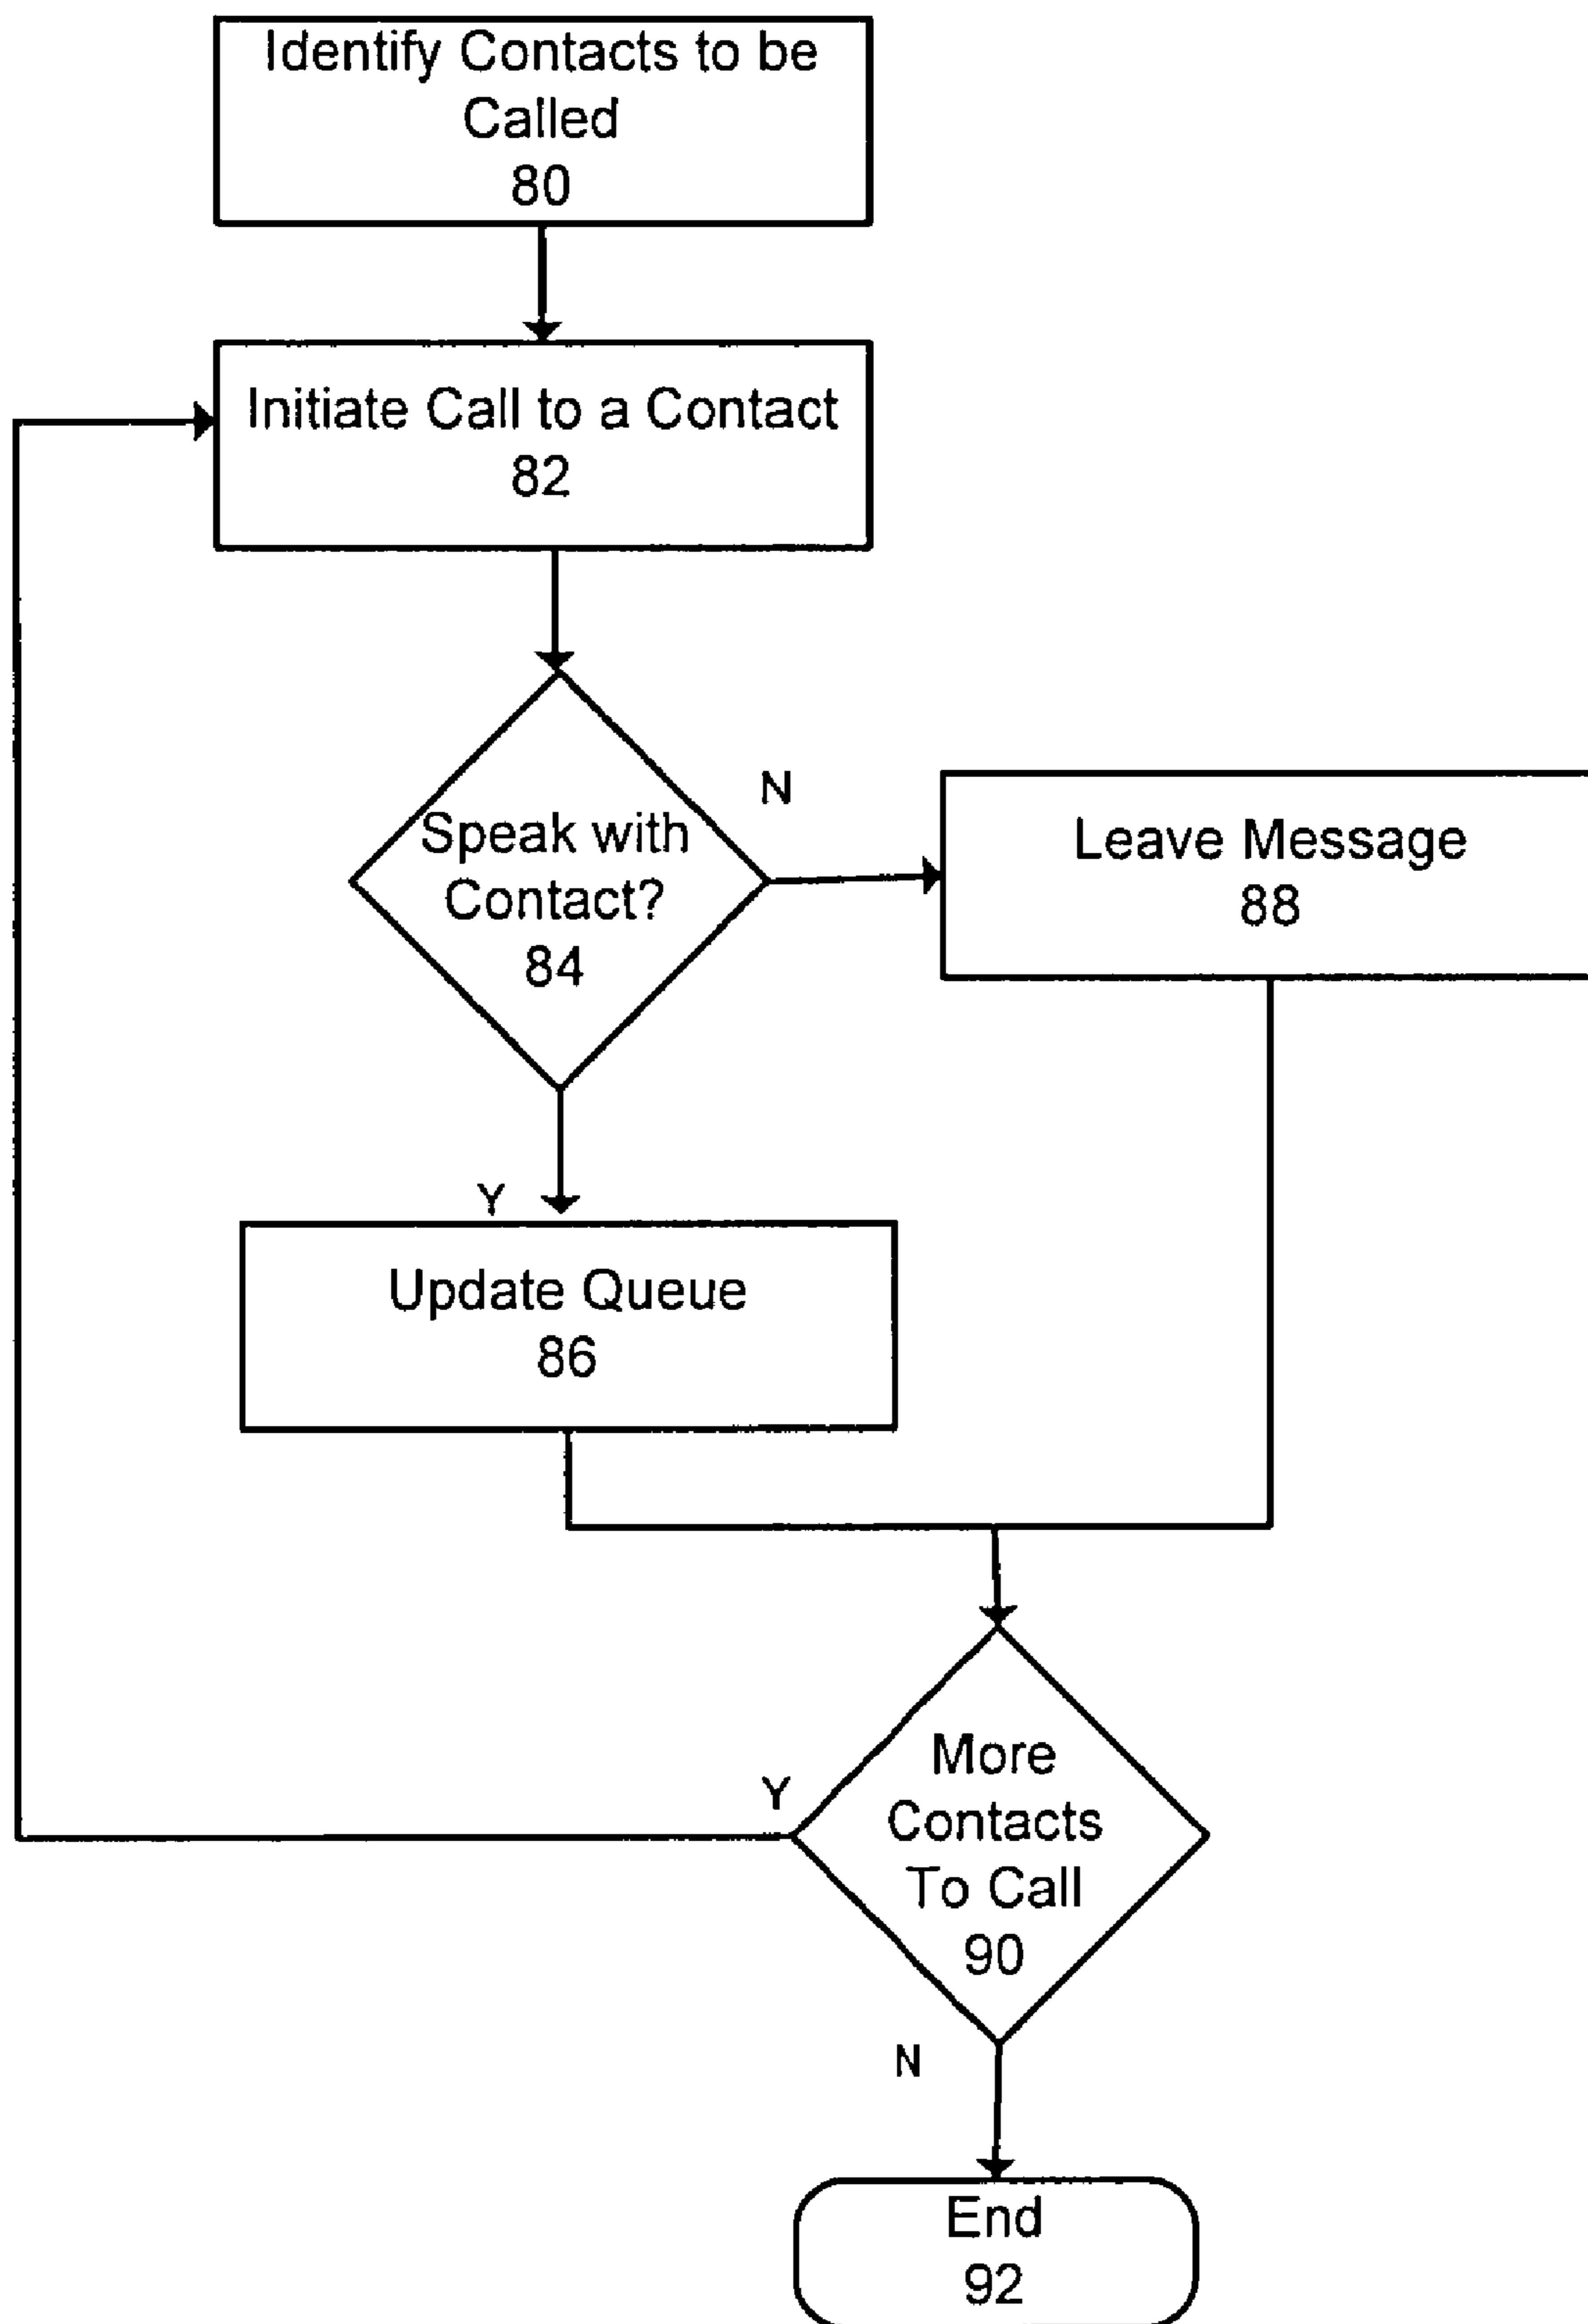 Identify Contacts to be
Called
80
Initiate Call to a Contact
82
N
Speak with
Contact?
84
Leave Message
88
Y
Update Queue
86
Y
More
Contacts
To Call
90
N
End
92